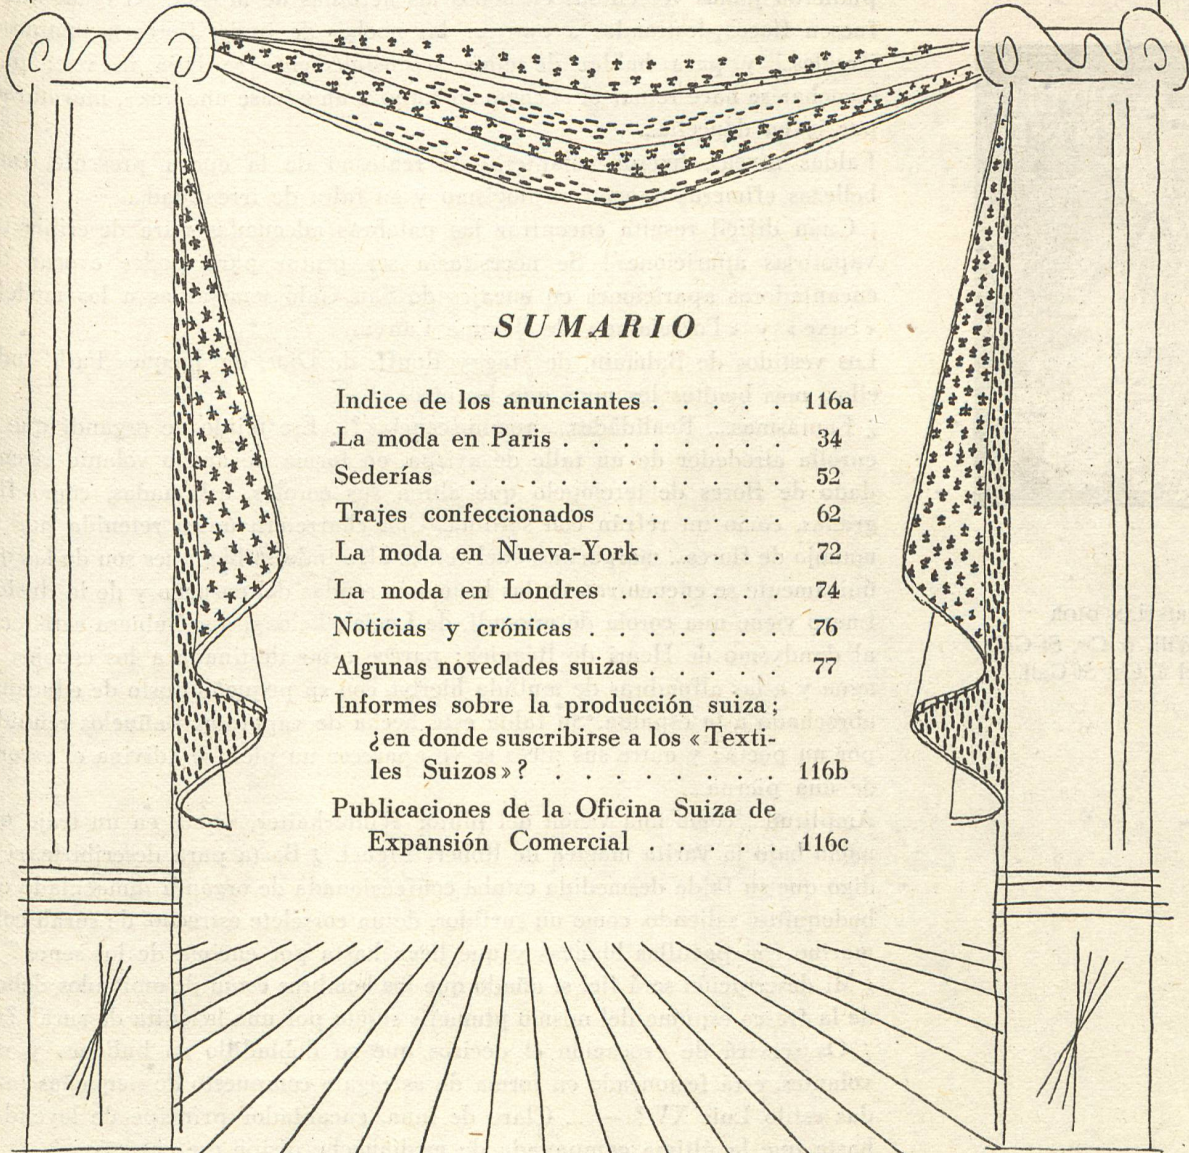 SUMARIO
Indice de los anunciantes . . . . . 116a
La moda en Paris . . . . . . . 34
Sederías . . . . . . . . . . 52
Trajes confeccionados . . . . . . 62
La moda en Nueva-York . . . . . 72
La moda en Londres . . . . . . 74
Noticias y crónicas . . . . . . . 76
Algunas novedades suizas . . . . . 77
Informes sobre la producción suiza;
¿en donde suscribirse a los « Texti-
les Suizos » ? . . . . . . . 116b
Publicaciones de la Oficina Suiza de
Expansión Comercial . . . . . 116c